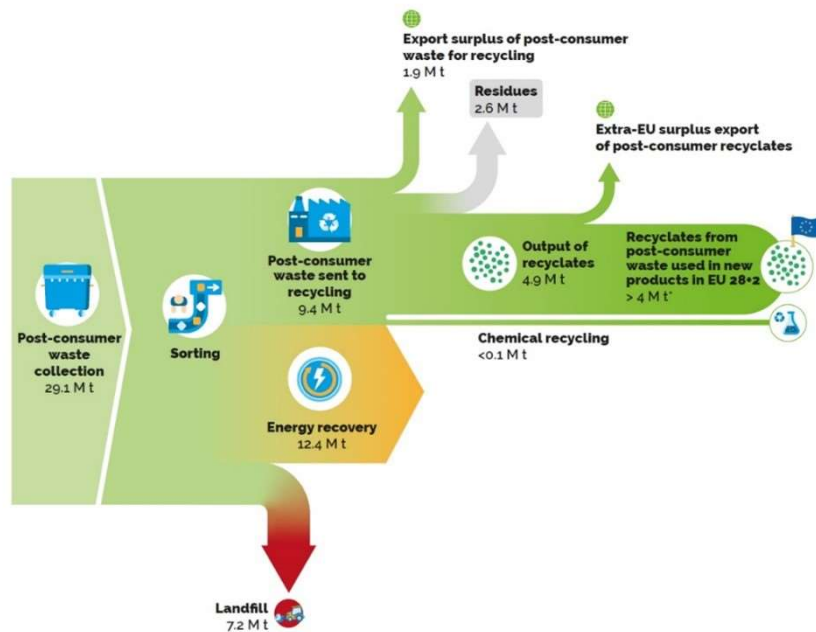 Export surplus of post-consumer
waste for recycling
1.9 M t
Residues
2.6 M t
Extra-EU surplus export
of post-consumer recyclates
Post-consumer
waste sent to
recycling
9.4 M t
Output of
recyclates
4.9 M t
Recyclates from
post-consumer
waste used in new
products in EU 28+2
> 4 M t*
Post-consumer
waste
collection
29.1 M t
Sorting
Chemical recycling
<0.1 M t
Energy recovery
12.4 M t
Landfill
7.2 M t